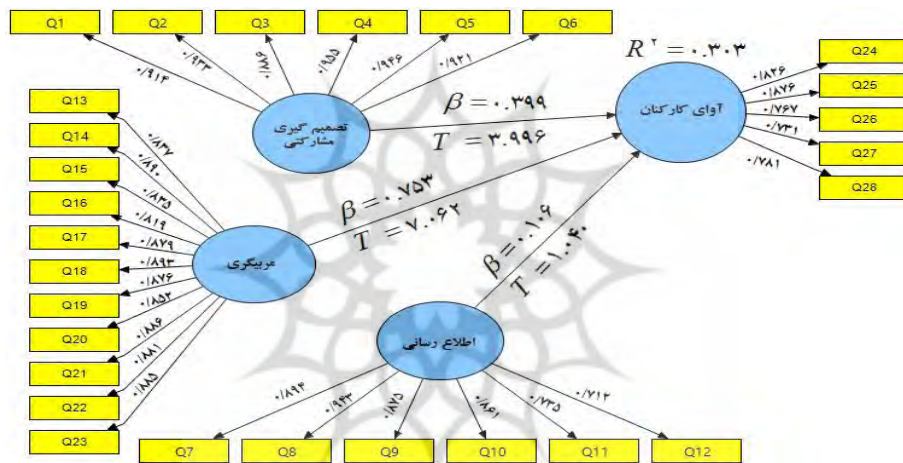 Q1
Q2
Q3
Q4
Q5
Q6
۰/۹۱۴
۰/۹۳۳
۰/۹۵۵
۰/۹۴۶
۰/۹۲۱
تصمیم گیری
مشارکتی
β = ۰.۳۹۹
T = ۳.۹۹۶
R² = ۰.۳۰۳
آوای کارکنان
Q24
Q25
Q26
Q27
Q28
۰/۸۲۶
۰/۸۷۶
۰/۷۶۷
۰/۷۳۱
۰/۷۸۱
Q13
Q14
Q15
Q16
Q17
Q18
Q19
Q20
Q21
Q22
Q23
۰/۸۳۷
۰/۸۹۰
۰/۸۳۵
۰/۸۱۹
۰/۸۷۹
۰/۸۹۳
۰/۸۷۶
۰/۸۵۲
۰/۸۸۶
۰/۸۸۱
۰/۸۸۵
مربیگری
β = ۰.۷۵۳
T = ۷.۰۶۲
β = ۰.۱۰۶
T = ۱.۰۴۰
اطلاع رسانی
۰/۸۹۴
۰/۹۴۳
۰/۸۷۵
۰/۸۶۱
۰/۷۳۵
۰/۷۱۲
Q7
Q8
Q9
Q10
Q11
Q12